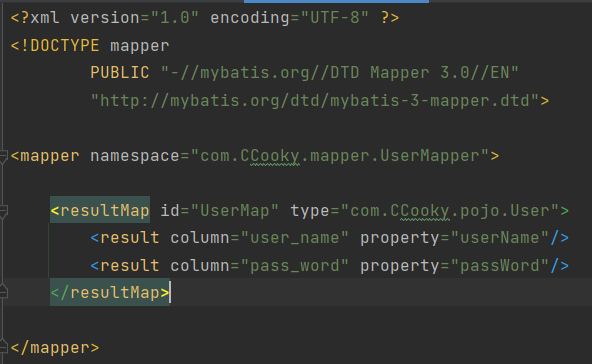 <?xml version="1.0" encoding="UTF-8" ?>
<!DOCTYPE mapper
PUBLIC "-//mybatis.org//DTD Mapper 3.0//EN"
"http://mybatis.org/dtd/mybatis-3-mapper.dtd">
<mapper namespace="com.CCooky.mapper.UserMapper">
<resultMap id="UserMap" type="com.CCooky.pojo.User">
<result column="user_name" property="userName"/>
<result column="pass_word" property="passWord"/>
</resultMap>
</mapper>